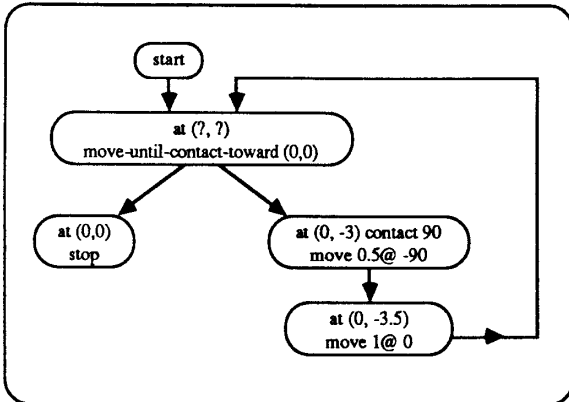 start
at (?, ?)
move-until-contact-toward (0,0)
at (0,0)
stop
at (0, -3) contact 90
move 0.5@ -90
at (0, -3.5)
move 1@ 0